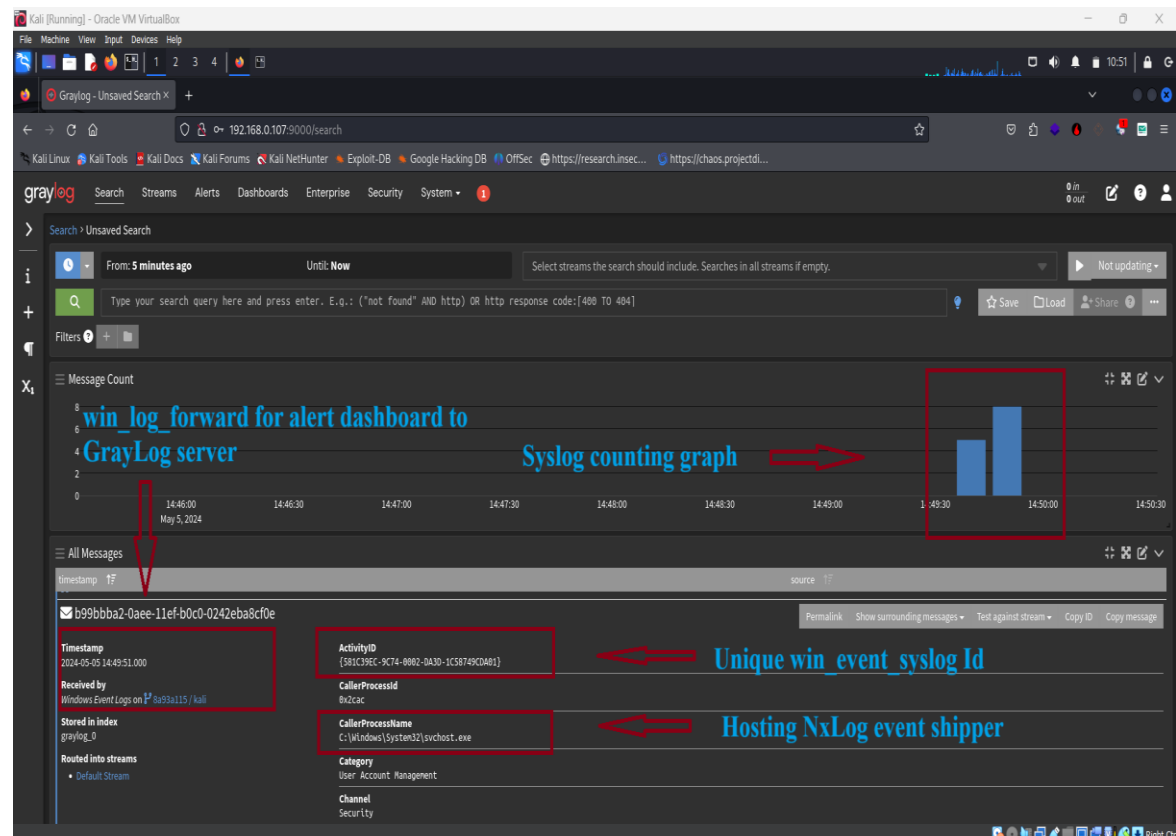 Kali [Running] - Oracle VM VirtualBox
File Machine View Input Devices Help
1 2 3 4
10:51
Graylog - Unsaved Search
192.168.0.107:9000/search
Kali Linux Kali Tools Kali Docs Kali Forums Kali NetHunter Exploit-DB Google Hacking DB OffSec https://research.insec... https://chaos.projectdi...
graylog Search Streams Alerts Dashboards Enterprise Security System 1
0 in
0 out
Search > Unsaved Search
From: 5 minutes ago Until: Now Select streams the search should include. Searches in all streams if empty. Not updating
Type your search query here and press enter. E.g.: ("not found" AND http) OR http response code:[400 TO 404] Save Load Share
Filters
Message Count
8
6
4
2
0
win_log_forward for alert dashboard to
GrayLog server
Syslog counting graph
14:46:00 14:46:30 14:47:00 14:47:30 14:48:00 14:48:30 14:49:00 14:49:30 14:50:00 14:50:30
May 5, 2024
All Messages
timestamp source
b99bbba2-0aee-11ef-b0c0-0242eba8cf0e
Permalink Show surrounding messages Test against stream Copy ID Copy message
Timestamp
2024-05-05 14:49:51.000
Received by
Windows Event Logs on 8a93a115 / kali
Stored in index
graylog_0
Routed into streams
Default Stream
ActivityID
{581C39EC-9C74-0002-DA3D-1C58749CDA01}
Unique win_event_syslog Id
CallerProcessId
0x2cac
CallerProcessName
C:\Windows\System32\svchost.exe
Hosting NxLog event shipper
Category
User Account Management
Channel
Security